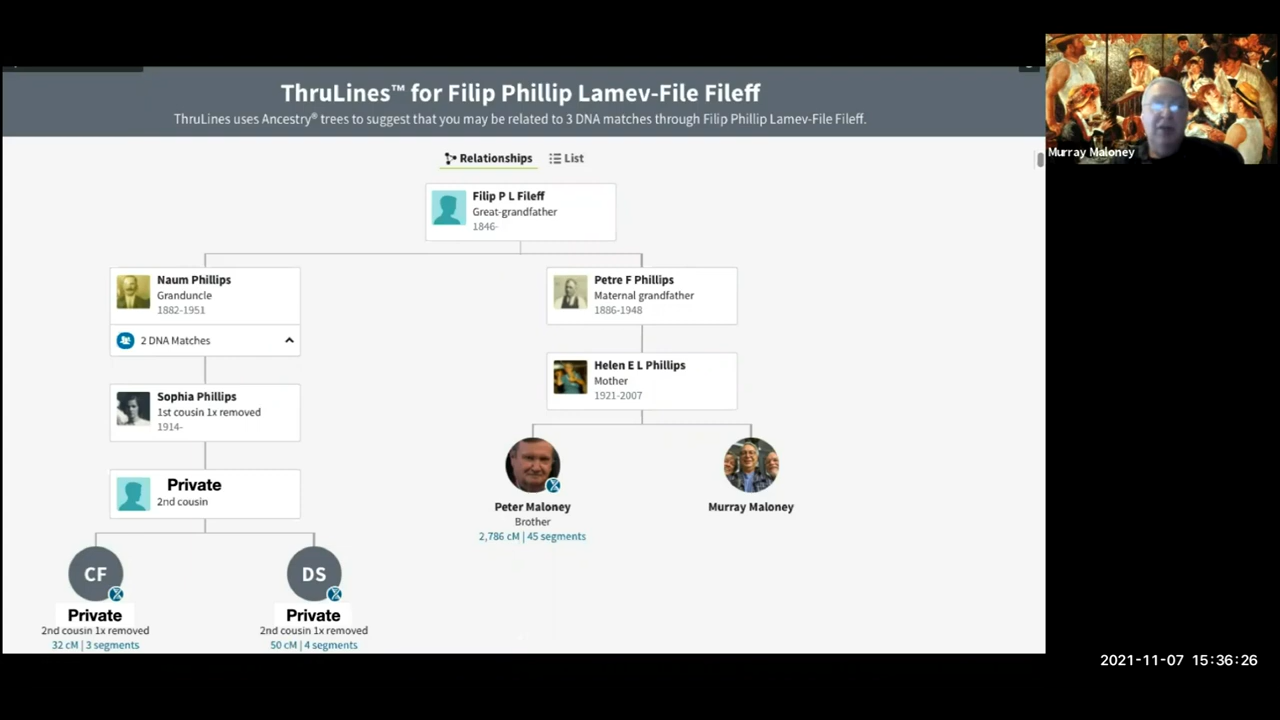 ThruLines™ for Filip Phillip Lamev-File Fileff
ThruLines uses Ancestry® trees to suggest that you may be related to 3 DNA matches through Filip Phillip Lamev-File Fileff.
Relationships List
Filip P L Fileff
Great-grandfather
1846-
Naum Phillips
Granduncle
1882-1951
2 DNA Matches
Petre F Phillips
Maternal grandfather
1886-1948
Sophia Phillips
1st cousin 1x removed
1914-
Helen E L Phillips
Mother
1921-2007
Private
2nd cousin
Peter Maloney
Brother
2,786 cM | 45 segments
Murray Maloney
CF
Private
2nd cousin 1x removed
32 cM | 3 segments
DS
Private
2nd cousin 1x removed
50 cM | 4 segments
Murray Maloney
2021-11-07 15:36:26